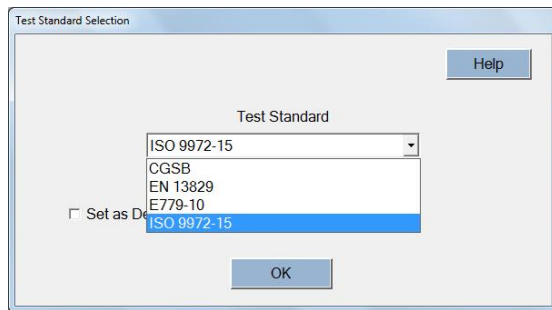 Test Standard Selection
Help
Test Standard
ISO 9972-15
CGSB
EN 13829
E779-10
ISO 9972-15
Set as De
OK